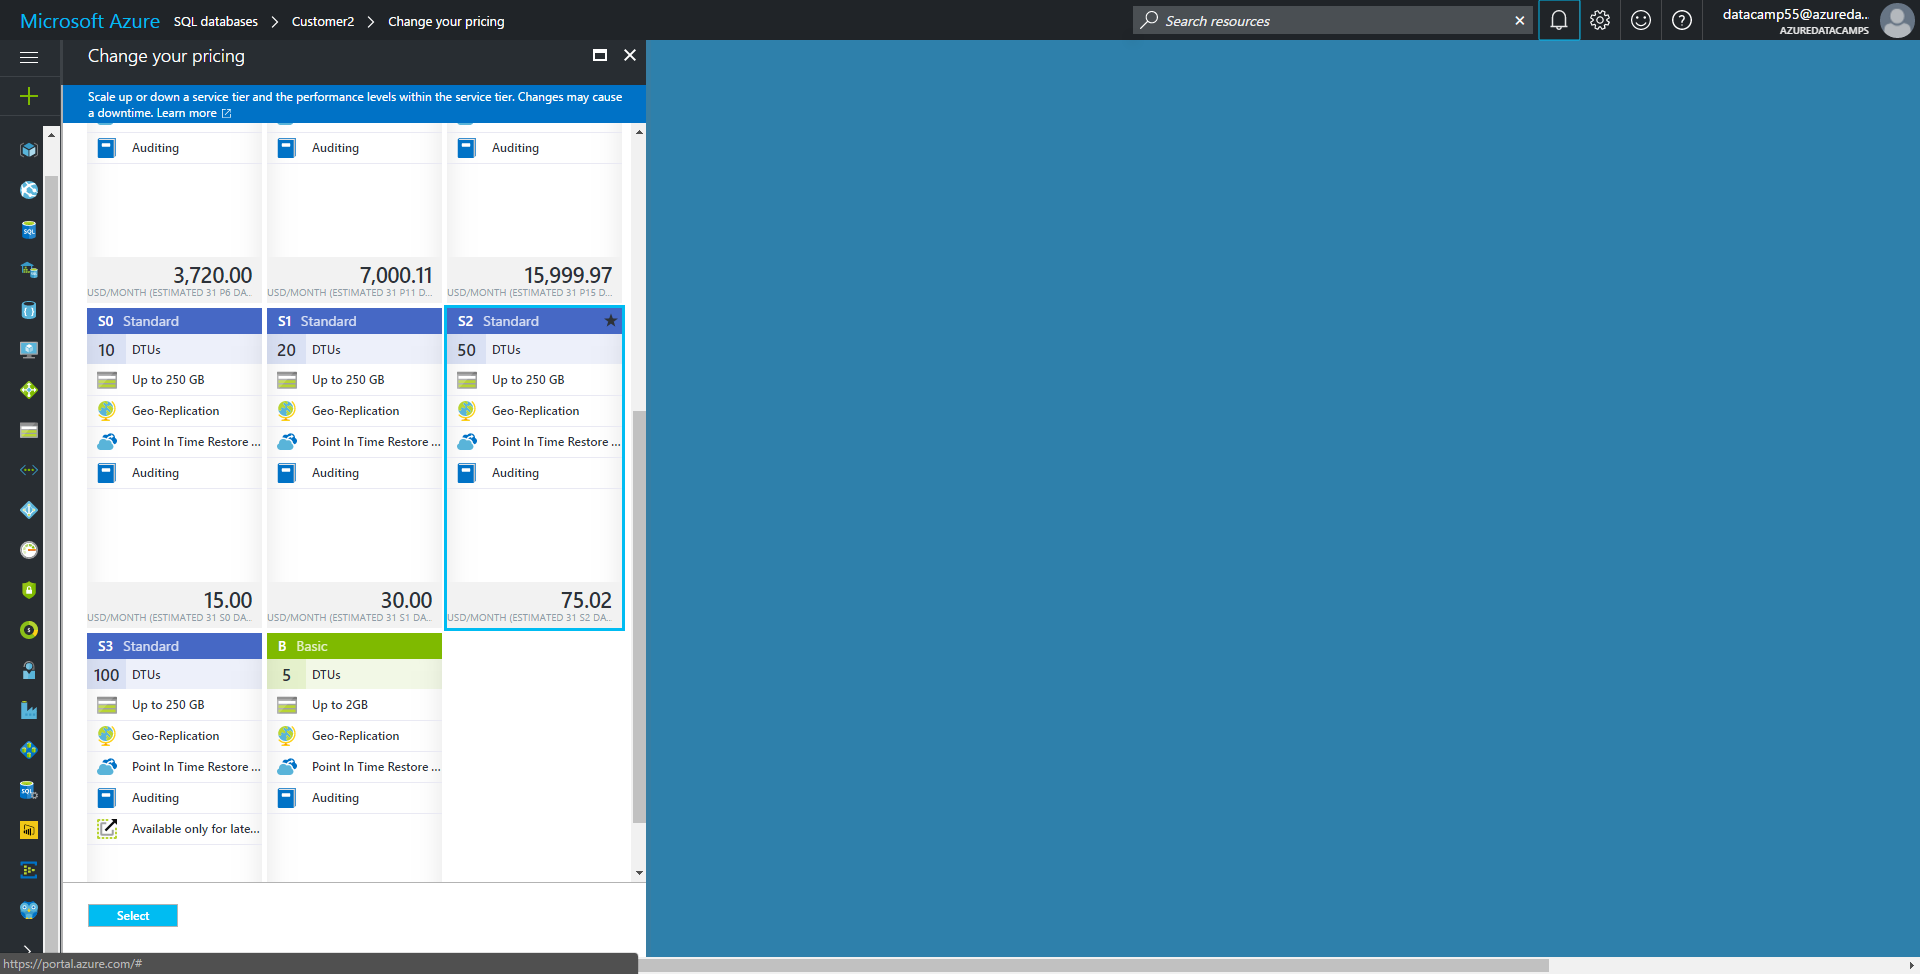 Microsoft Azure SQL databases > Customer2 > Change your pricing
Search resources
datacamp55@azureda...
AZUREDATACAMPS
Change your pricing
Scale up or down a service tier and the performance levels within the service tier. Changes may cause
a downtime. Learn more
Auditing Auditing Auditing
3,720.00 7,000.11 15,999.97
USD/MONTH (ESTIMATED 31 P6 DA... USD/MONTH (ESTIMATED 31 P11 D... USD/MONTH (ESTIMATED 31 P15 D...
S0 Standard S1 Standard S2 Standard
10 DTUs 20 DTUs 50 DTUs
Up to 250 GB Up to 250 GB Up to 250 GB
Geo-Replication Geo-Replication Geo-Replication
Point In Time Restore ... Point In Time Restore ... Point In Time Restore ...
Auditing Auditing Auditing
15.00 30.00 75.02
USD/MONTH (ESTIMATED 31 S0 DA... USD/MONTH (ESTIMATED 31 S1 DA... USD/MONTH (ESTIMATED 31 S2 DA...
S3 Standard B Basic
100 DTUs 5 DTUs
Up to 250 GB Up to 2GB
Geo-Replication Geo-Replication
Point In Time Restore ... Point In Time Restore ...
Auditing Auditing
Available only for late...
Select
https://portal.azure.com/#